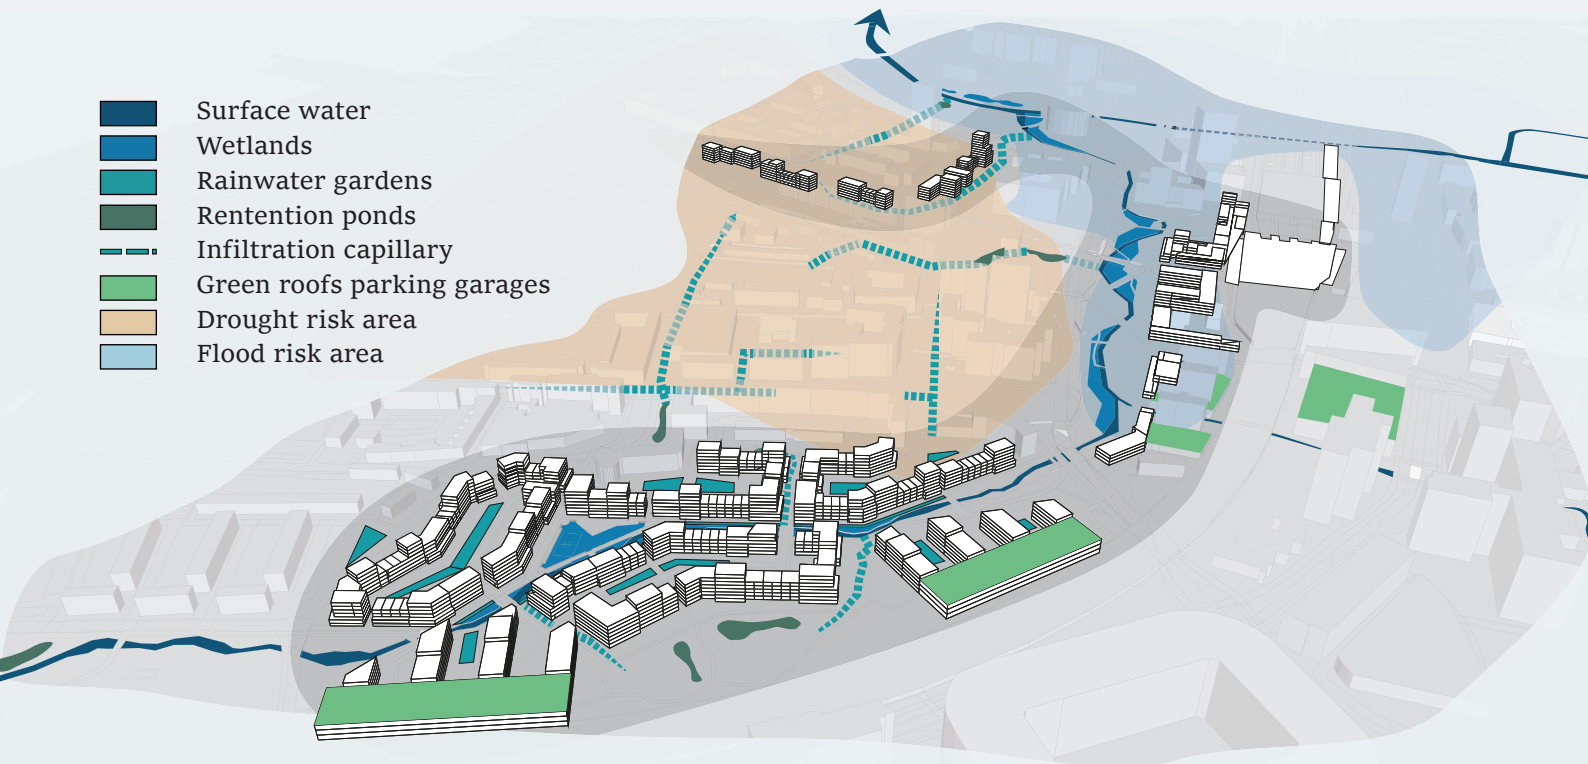 Surface water
Wetlands
Rainwater gardens
Rentention ponds
Infiltration capillary
Green roofs parking garages
Drought risk area
Flood risk area